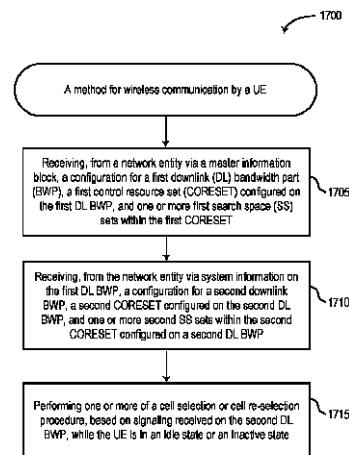 1700
A method for wireless communication by a UE
Receiving, from a network entity via a master information
block, a configuration for a first downlink (DL) bandwidth part
(BWP), a first control resource set (CORESET) configured on
the first DL BWP, and one or more first search space (SS)
sets within the first CORESET
1705
Receiving, from the network entity via system information on
the first DL BWP, a configuration for a second downlink
BWP, a second CORESET configured on the second DL
BWP, and one or more second SS sets within the second
CORESET configured on a second DL BWP
1710
Performing one or more of a cell selection or cell re-selection
procedure, based on signaling received on the second DL
BWP, while the UE is in an Idle state or an Inactive state
1715